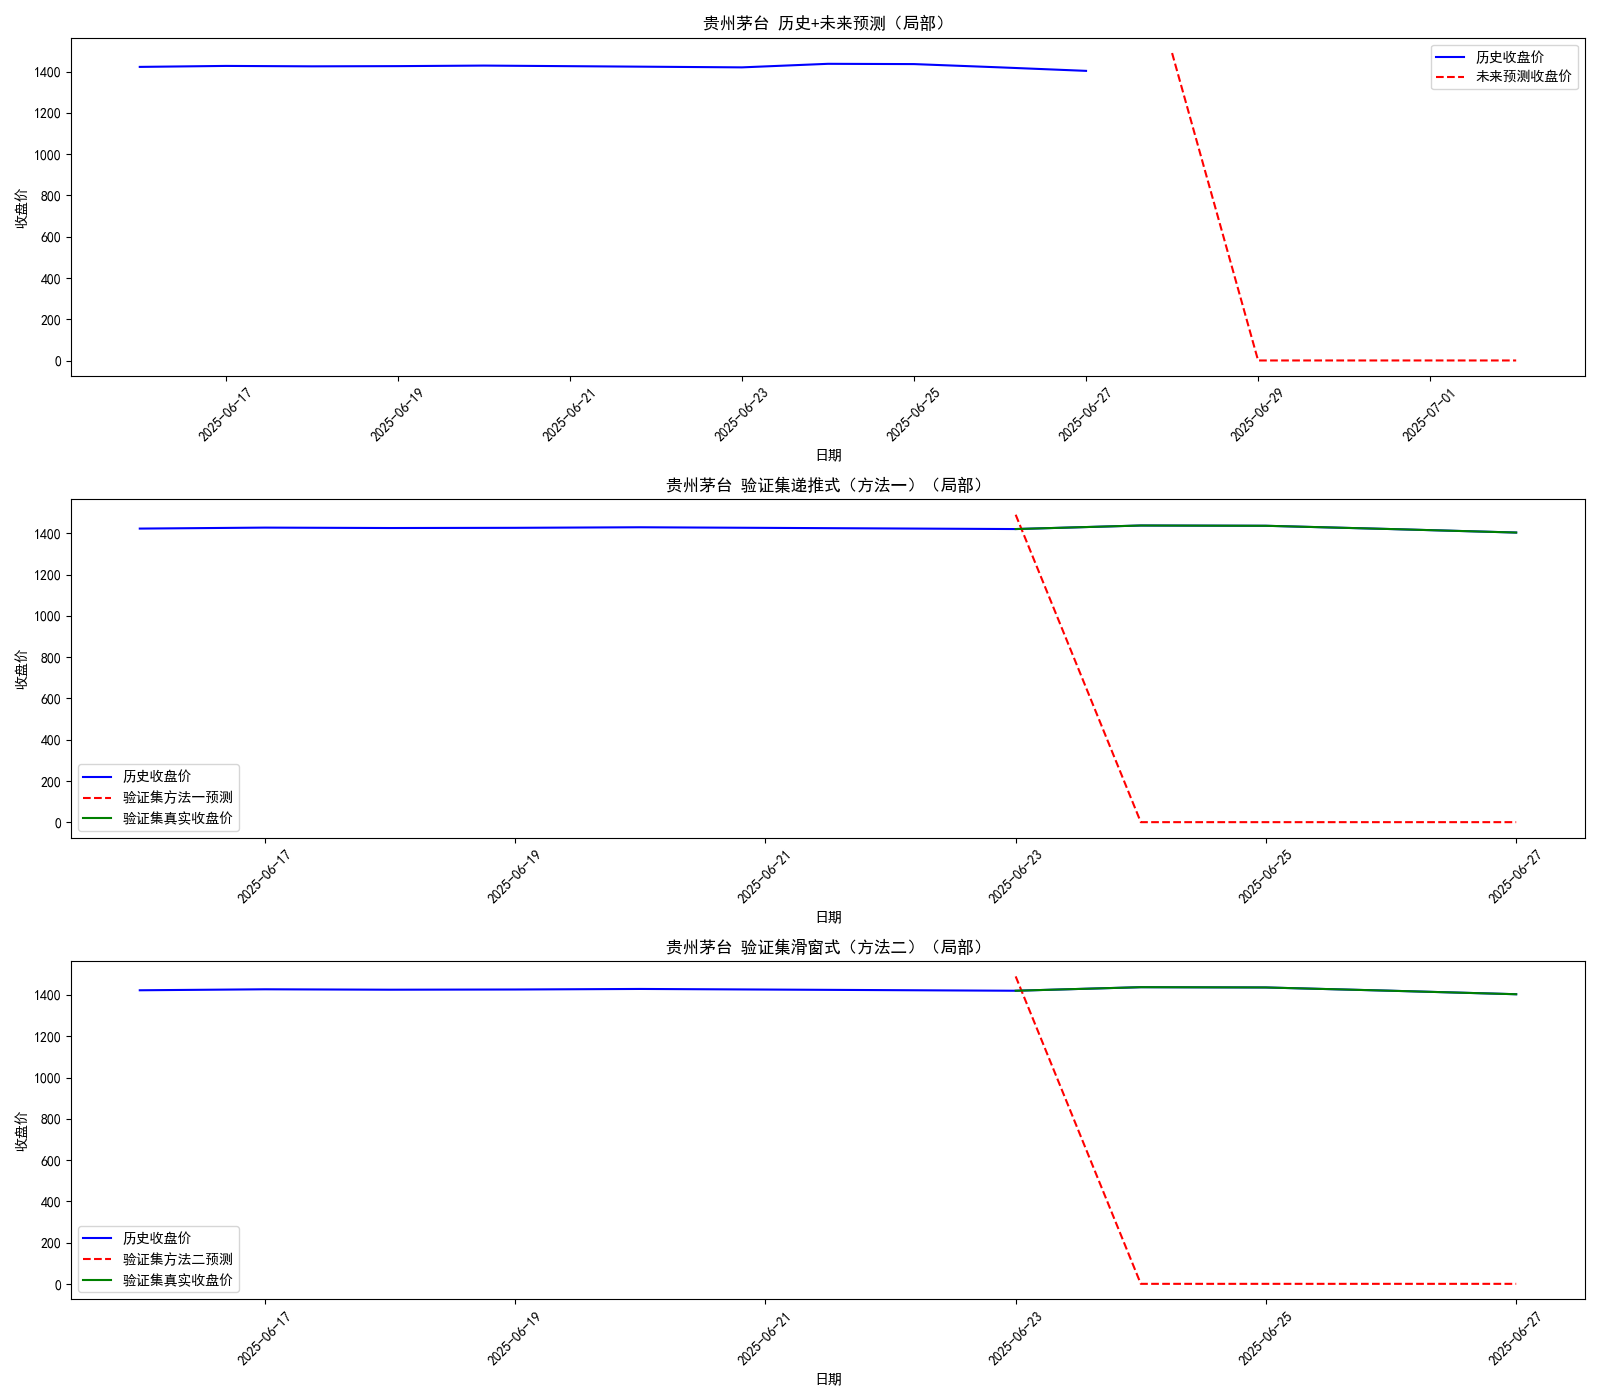 贵州茅台 历史+未来预测（局部）
历史收盘价
未来预测收盘价
1400
1200
1000
800
600
400
200
0
收盘价
2025-06-17
2025-06-19
2025-06-21
2025-06-23
2025-06-25
2025-06-27
2025-06-29
2025-07-01
日期
贵州茅台 验证集递推式（方法一）（局部）
1400
1200
1000
800
600
400
200
0
收盘价
历史收盘价
验证集方法一预测
验证集真实收盘价
2025-06-17
2025-06-19
2025-06-21
2025-06-23
2025-06-25
2025-06-27
日期
贵州茅台 验证集滑窗式（方法二）（局部）
1400
1200
1000
800
600
400
200
0
收盘价
历史收盘价
验证集方法二预测
验证集真实收盘价
2025-06-17
2025-06-19
2025-06-21
2025-06-23
2025-06-25
2025-06-27
日期